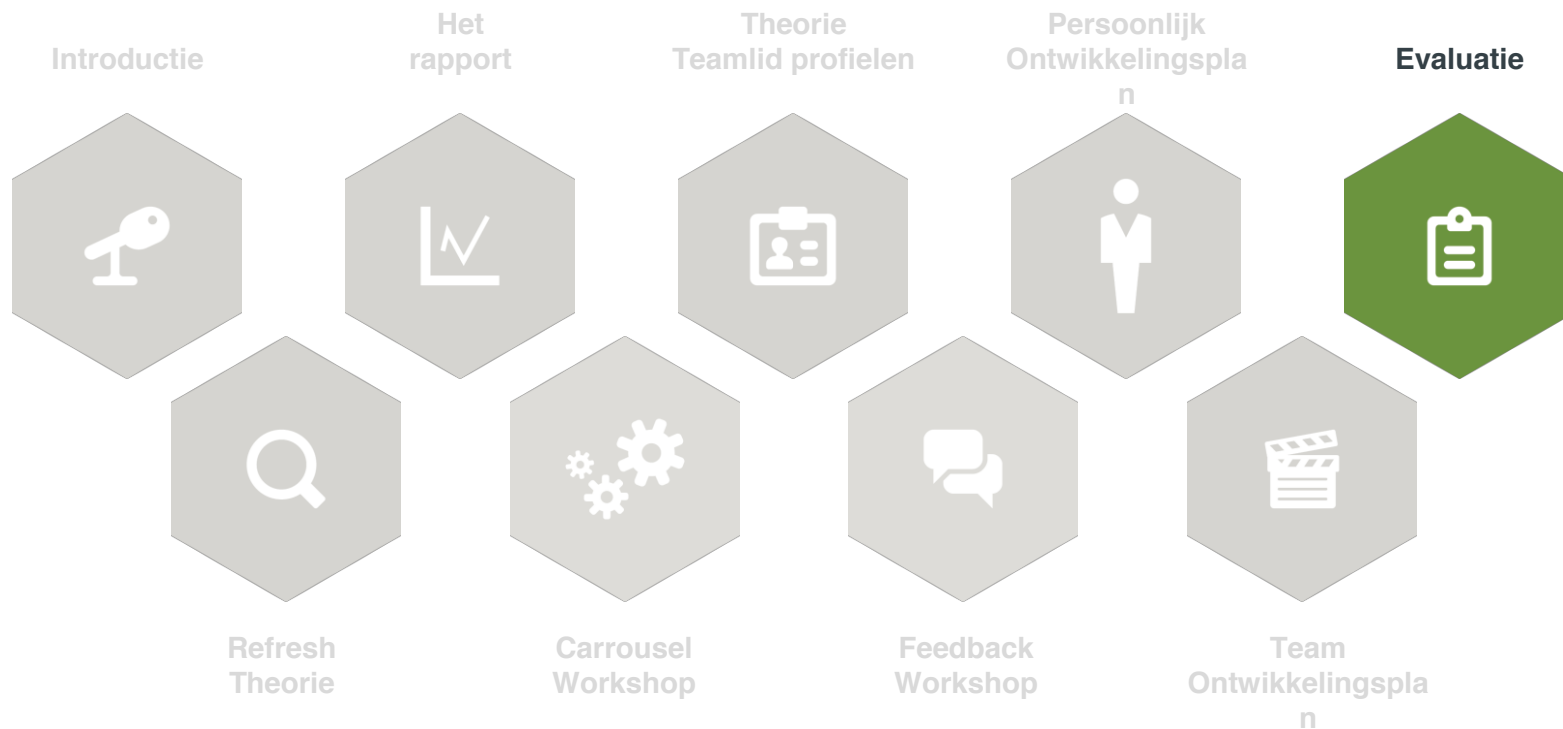 Introductie
Het
rapport
Theorie
Teamlid profielen
Persoonlijk
Ontwikkelingspla
n
Evaluatie
Refresh
Theorie
Carrousel
Workshop
Feedback
Workshop
Team
Ontwikkelingspla
n